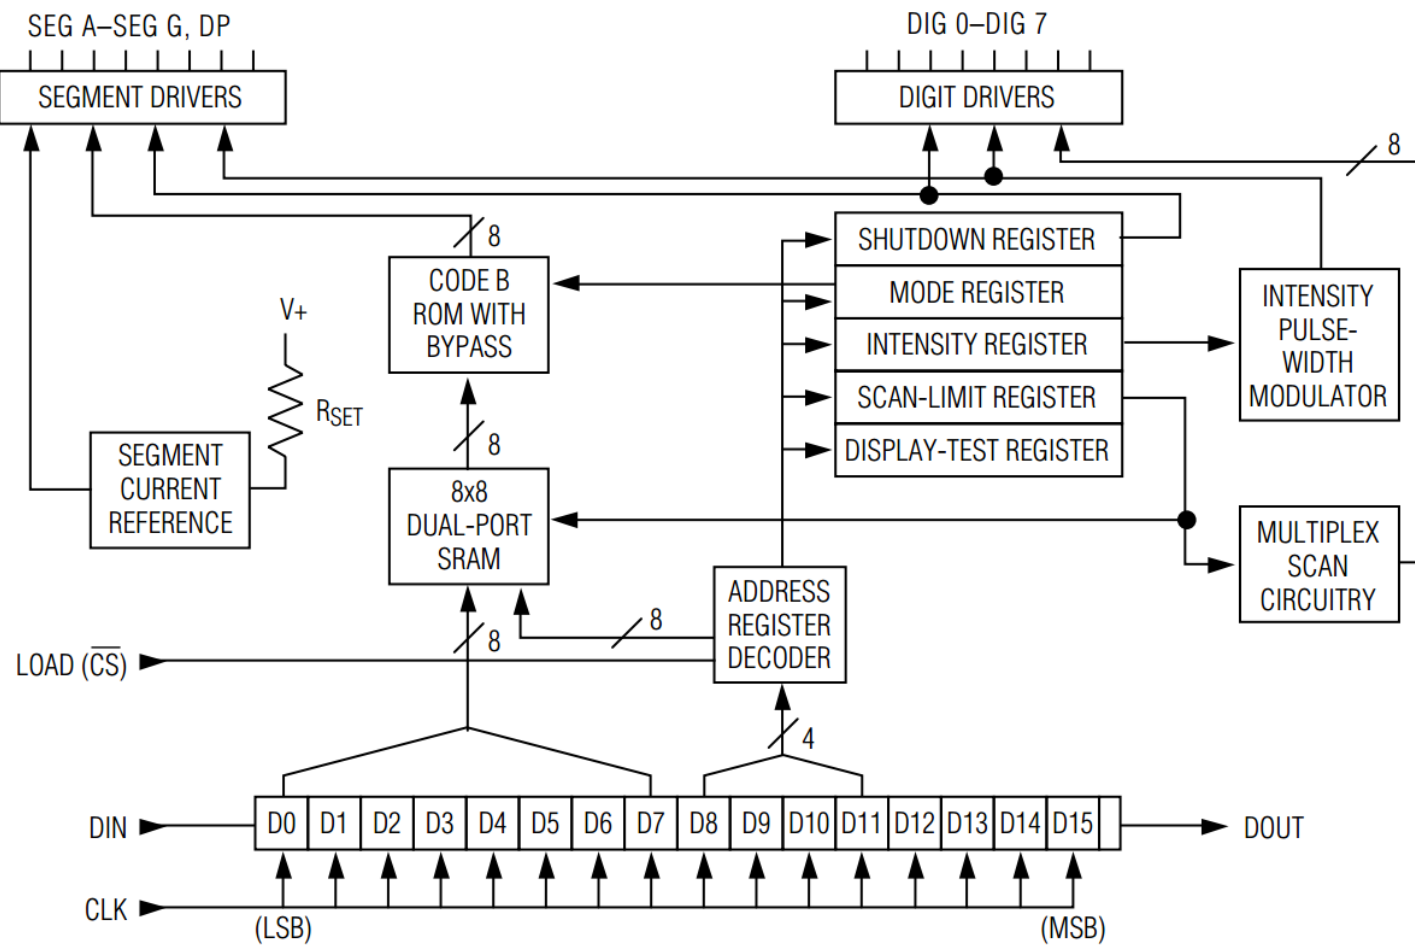 SEG A–SEG G, DP
DIG 0–DIG 7
SEGMENT DRIVERS
DIGIT DRIVERS
8
8
SHUTDOWN REGISTER
MODE REGISTER
INTENSITY REGISTER
SCAN-LIMIT REGISTER
DISPLAY-TEST REGISTER
CODE B
ROM WITH
BYPASS
INTENSITY
PULSE-
WIDTH
MODULATOR
V+
RSET
8
SEGMENT
CURRENT
REFERENCE
8x8
DUAL-PORT
SRAM
MULTIPLEX
SCAN
CIRCUITRY
ADDRESS
REGISTER
DECODER
8
8
LOAD (C̅S̅)
4
DIN
D0 D1 D2 D3 D4 D5 D6 D7 D8 D9 D10 D11 D12 D13 D14 D15
DOUT
CLK
(LSB)
(MSB)